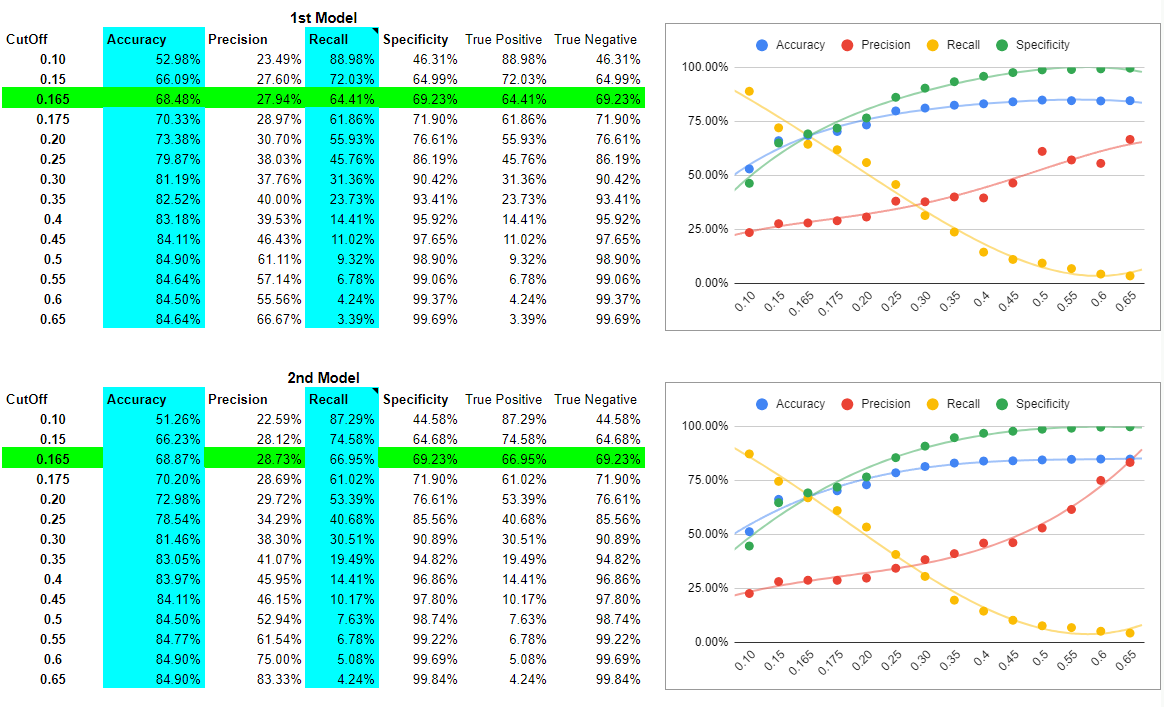 1st Model
CutOff Accuracy Precision Recall Specificity True Positive True Negative
0.10 52.98% 23.49% 88.98% 46.31% 88.98% 46.31%
0.15 66.09% 27.60% 72.03% 64.99% 72.03% 64.99%
0.165 68.48% 27.94% 64.41% 69.23% 64.41% 69.23%
0.175 70.33% 28.97% 61.86% 71.90% 61.86% 71.90%
0.20 73.38% 30.70% 55.93% 76.61% 55.93% 76.61%
0.25 79.87% 38.03% 45.76% 86.19% 45.76% 86.19%
0.30 81.19% 37.76% 31.36% 90.42% 31.36% 90.42%
0.35 82.52% 40.00% 23.73% 93.41% 23.73% 93.41%
0.4 83.18% 39.53% 14.41% 95.92% 14.41% 95.92%
0.45 84.11% 46.43% 11.02% 97.65% 11.02% 97.65%
0.5 84.90% 61.11% 9.32% 98.90% 9.32% 98.90%
0.55 84.64% 57.14% 6.78% 99.06% 6.78% 99.06%
0.6 84.50% 55.56% 4.24% 99.37% 4.24% 99.37%
0.65 84.64% 66.67% 3.39% 99.69% 3.39% 99.69%
Accuracy Precision Recall Specificity
100.00%
75.00%
50.00%
25.00%
0.00%
0.10 0.15 0.165 0.175 0.20 0.25 0.30 0.35 0.4 0.45 0.5 0.55 0.6 0.65
2nd Model
CutOff Accuracy Precision Recall Specificity True Positive True Negative
0.10 51.26% 22.59% 87.29% 44.58% 87.29% 44.58%
0.15 66.23% 28.12% 74.58% 64.68% 74.58% 64.68%
0.165 68.87% 28.73% 66.95% 69.23% 66.95% 69.23%
0.175 70.20% 28.69% 61.02% 71.90% 61.02% 71.90%
0.20 72.98% 29.72% 53.39% 76.61% 53.39% 76.61%
0.25 78.54% 34.29% 40.68% 85.56% 40.68% 85.56%
0.30 81.46% 38.30% 30.51% 90.89% 30.51% 90.89%
0.35 83.05% 41.07% 19.49% 94.82% 19.49% 94.82%
0.4 83.97% 45.95% 14.41% 96.86% 14.41% 96.86%
0.45 84.11% 46.15% 10.17% 97.80% 10.17% 97.80%
0.5 84.50% 52.94% 7.63% 98.74% 7.63% 98.74%
0.55 84.77% 61.54% 6.78% 99.22% 6.78% 99.22%
0.6 84.90% 75.00% 5.08% 99.69% 5.08% 99.69%
0.65 84.90% 83.33% 4.24% 99.84% 4.24% 99.84%
Accuracy Precision Recall Specificity
100.00%
75.00%
50.00%
25.00%
0.00%
0.10 0.15 0.165 0.175 0.20 0.25 0.30 0.35 0.4 0.45 0.5 0.55 0.6 0.65